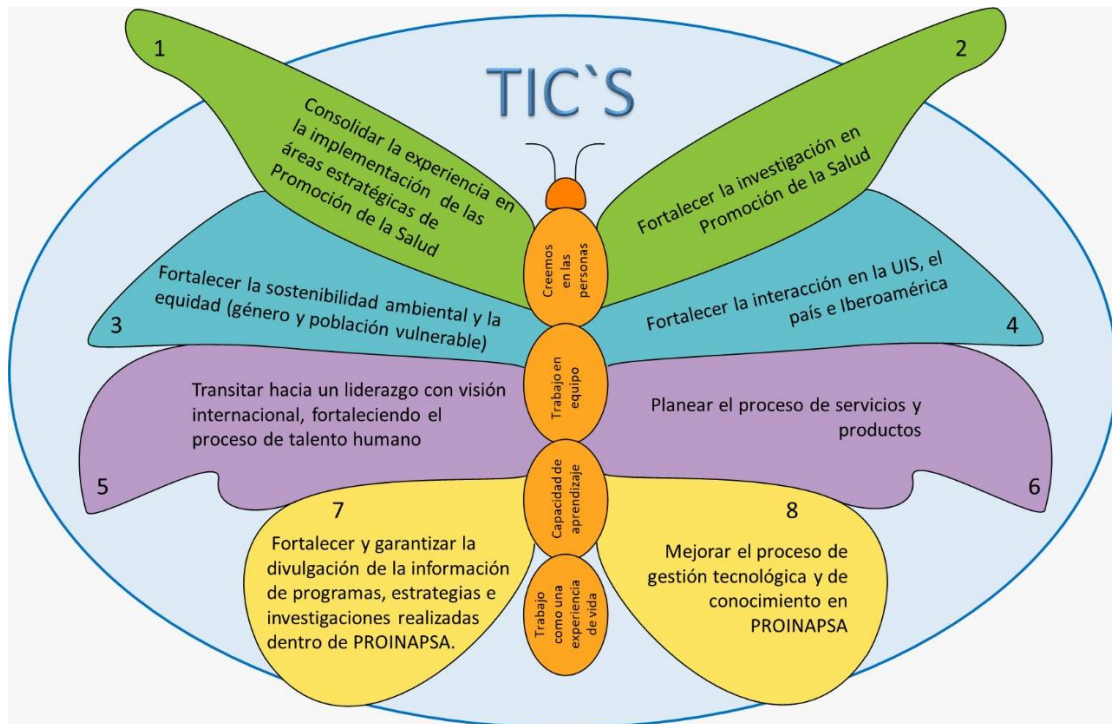 TIC`S
1
Consolidar la experiencia en
la implementación de las
áreas estratégicas de
Promoción de la Salud
2
Fortalecer la investigación en
Promoción de la Salud
3
Fortalecer la sostenibilidad ambiental y la
equidad (género y población vulnerable)
4
Fortalecer la interacción en la UIS, el
país e Iberoamérica
5
Transitar hacia un liderazgo con visión
internacional, fortaleciendo el
proceso de talento humano
6
Planear el proceso de servicios y
productos
7
Fortalecer y garantizar la
divulgación de la información
de programas, estrategias e
investigaciones realizadas
dentro de PROINAPSA.
8
Mejorar el proceso de
gestión tecnológica y de
conocimiento en
PROINAPSA
Creemos
en las
personas
Trabajo en
equipo
Capacidad de
aprendizaje
Trabajo
como una
experiencia
de vida